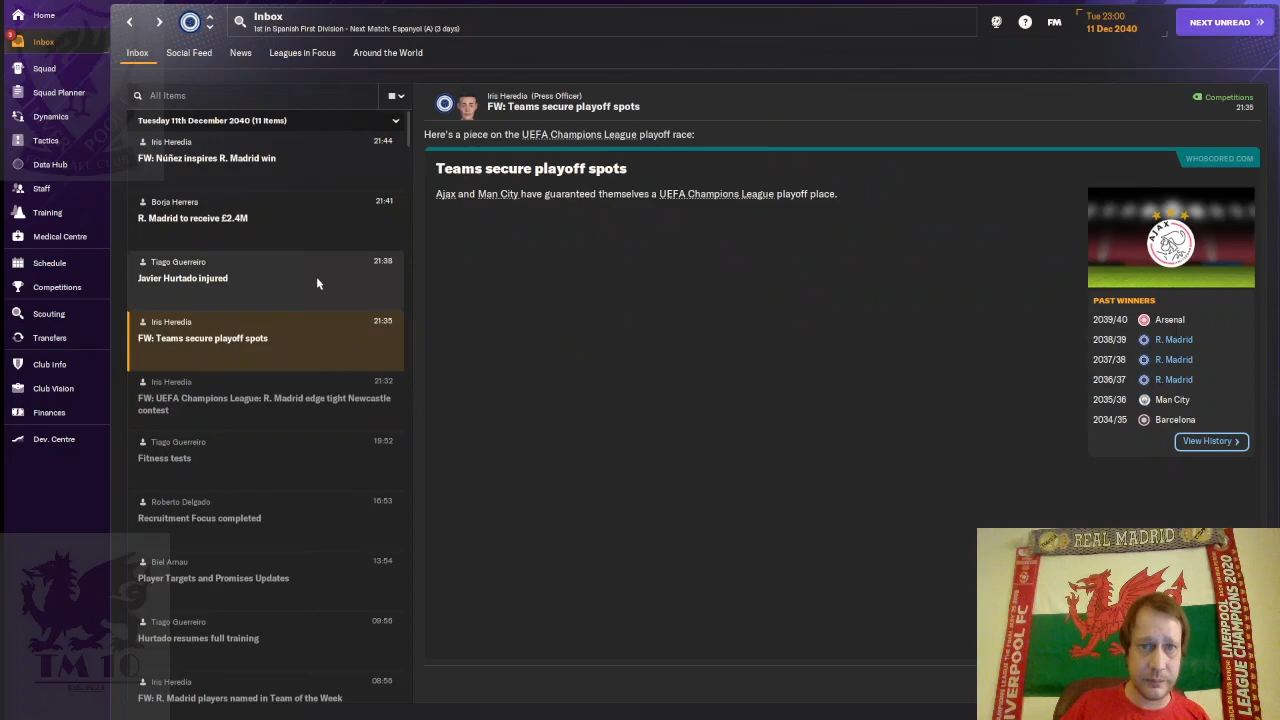 Home
Inbox
1st in Spanish First Division - Next Match: Espanyol (A) (3 days)
FM
Tue 23:00
11 Dec 2040
NEXT UNREAD
3
Inbox
Inbox
Social Feed
News
Leagues in Focus
Around the World
Squad
Squad Planner
Dynamics
Tactics
Data Hub
Staff
Training
Medical Centre
Schedule
Competitions
Scouting
Transfers
Club Info
Club Vision
Finances
Dev. Centre
TM 10
All Items
Tuesday 11th December 2040 (11 Items)
Iris Heredia 21:44
FW: Núñez inspires R. Madrid win
Borja Herrera 21:41
R. Madrid to receive £2.4M
Tiago Guerreiro 21:38
Javier Hurtado injured
Iris Heredia 21:35
FW: Teams secure playoff spots
Iris Heredia 21:32
FW: UEFA Champions League: R. Madrid edge tight Newcastle
contest
Tiago Guerreiro 19:52
Fitness tests
Roberto Delgado 16:53
Recruitment Focus completed
Biel Arnau 13:54
Player Targets and Promises Updates
Tiago Guerreiro 09:56
Hurtado resumes full training
Iris Heredia 08:56
FW: R. Madrid players named in Team of the Week
Iris Heredia (Press Officer)
FW: Teams secure playoff spots
Competitions
21:35
Here's a piece on the UEFA Champions League playoff race:
WHOSCORED.COM
Teams secure playoff spots
Ajax and Man City have guaranteed themselves a UEFA Champions League playoff place.
AJAX
PAST WINNERS
2039/40 Arsenal
2038/39 R. Madrid
2037/38 R. Madrid
2036/37 R. Madrid
2035/36 Man City
2034/35 Barcelona
View History
REAL MADRID
LIVERPOOL FC
LIVERPOOL
LEAGUE CHAMPIONS 2020